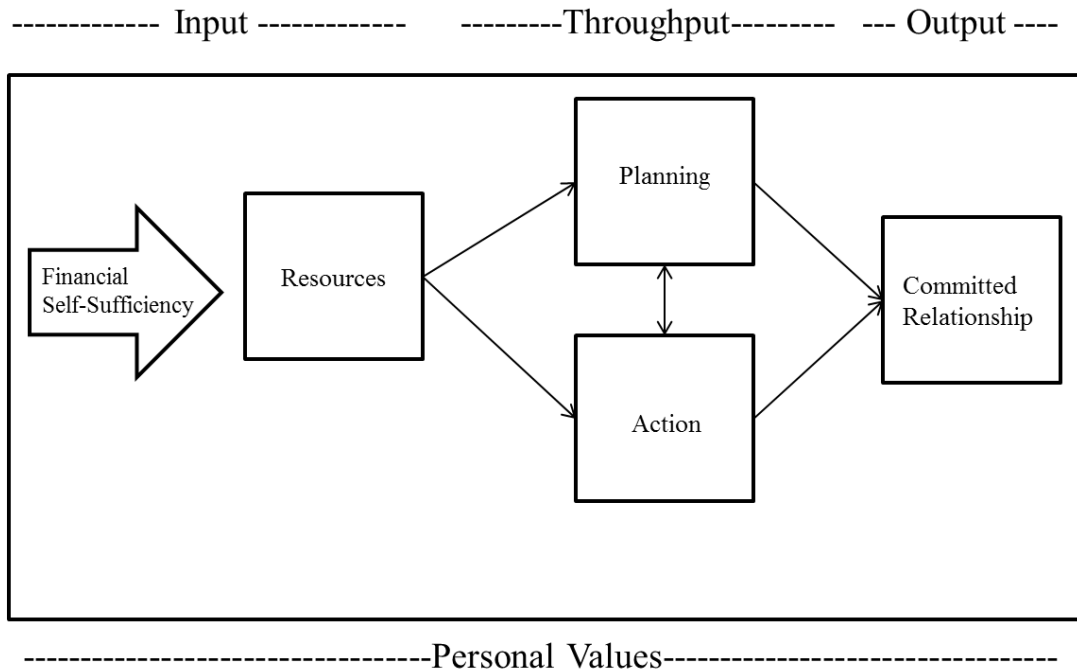 ------------- Input -------------
---------Throughput---------
--- Output ----
Planning
Financial
Self-Sufficiency
Resources
Committed
Relationship
Action
--------------------------------Personal Values--------------------------------